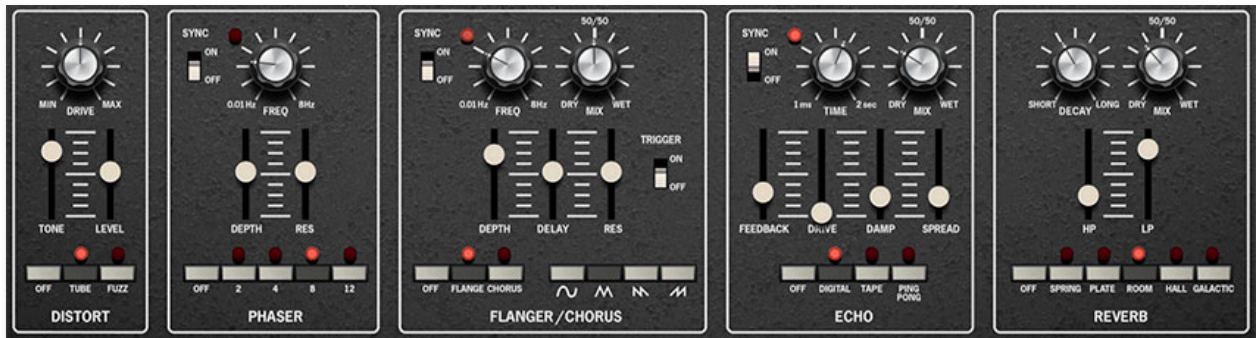 MIN
MAX
DRIVE
TONE
LEVEL
OFF
TUBE
FUZZ
DISTORT
SYNC
ON
OFF
0.01Hz
8Hz
FREQ
DEPTH
RES
OFF
2
4
8
12
PHASER
SYNC
ON
OFF
50/50
0.01Hz
8Hz
DRY
WET
FREQ
MIX
TRIGGER
ON
OFF
DEPTH
DELAY
RES
OFF
FLANGE
CHORUS
FLANGER/CHORUS
SYNC
ON
OFF
50/50
1 ms
2 sec
DRY
WET
TIME
MIX
FEEDBACK
DRIVE
DAMP
SPREAD
OFF
DIGITAL
TAPE
PING
PONG
ECHO
50/50
SHORT
LONG
DRY
WET
DECAY
MIX
HP
LP
OFF
SPRING
PLATE
ROOM
HALL
GALACTIC
REVERB